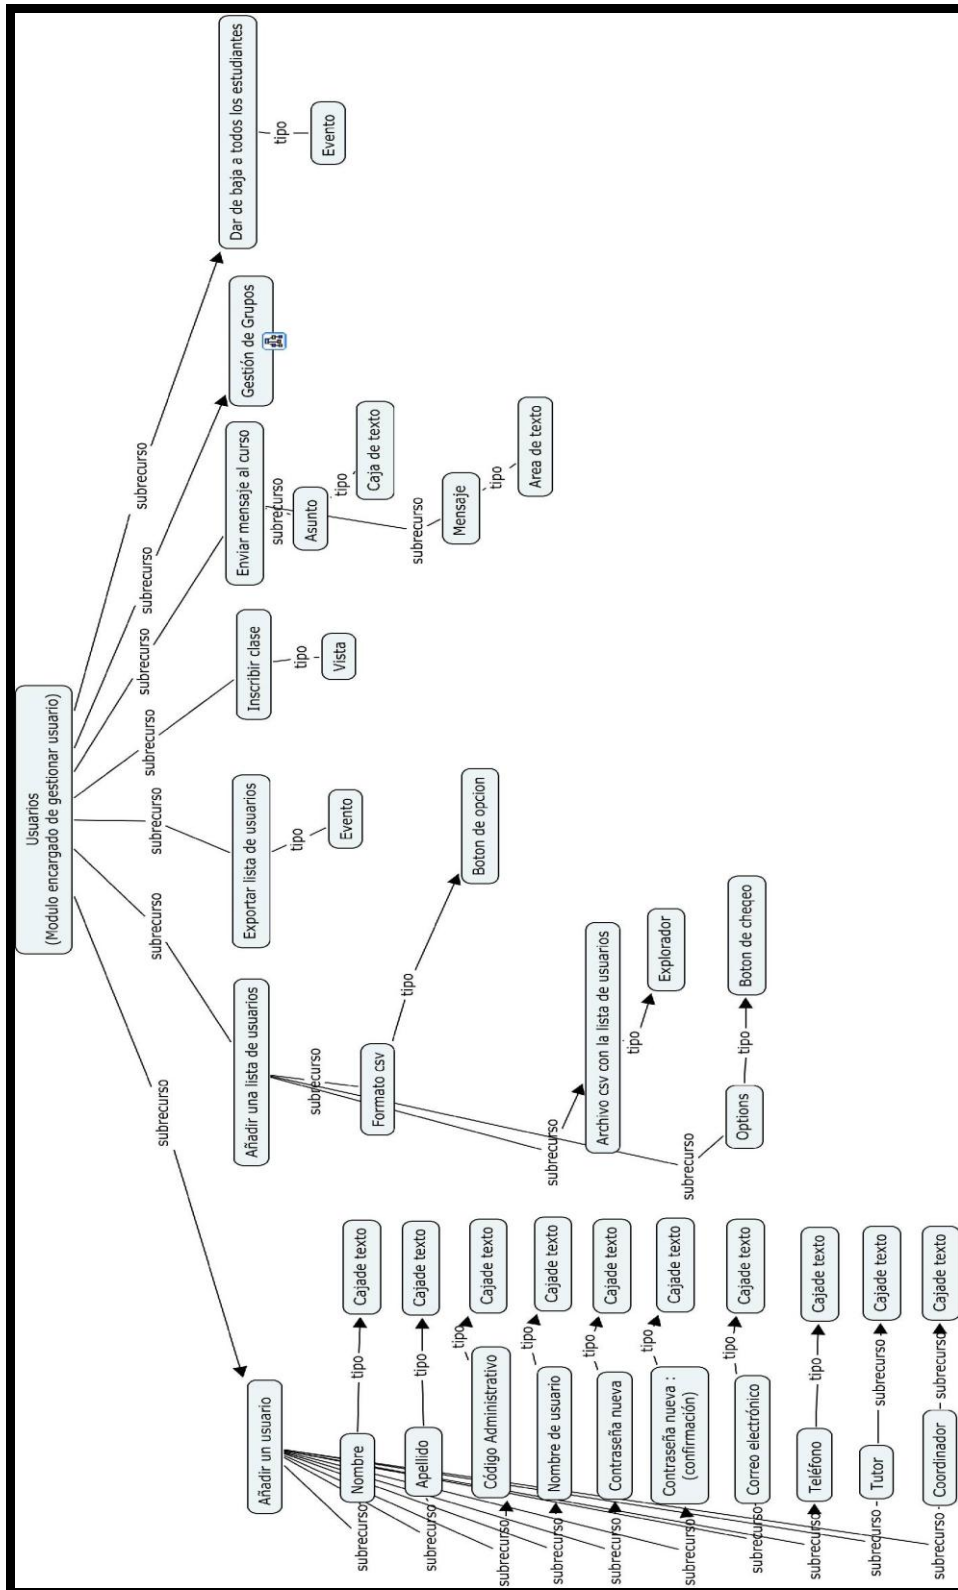 Usuarios
(Modulo encargado de gestionar usuario)
subrecurso
subrecurso
subrecurso
subrecurso
subrecurso
subrecurso
subrecurso
Añadir un usuario
Añadir una lista de usuarios
Exportar lista de usuarios
Inscribir clase
Enviar mensaje al curso
Gestión de Grupos
Dar de baja a todos los estudiantes
subrecurso
Nombre
tipo
Cajade texto
subrecurso
Apellido
tipo
Cajade texto
subrecurso
Código Administrativo
tipo
Cajade texto
subrecurso
Nombre de usuario
tipo
Cajade texto
subrecurso
Contraseña nueva
tipo
Cajade texto
subrecurso
Contraseña nueva :
(confirmación)
tipo
Cajade texto
subrecurso
Correo electrónico
tipo
Cajade texto
subrecurso
Teléfono
tipo
Cajade texto
subrecurso
Tutor
subrecurso
Cajade texto
subrecurso
Coordinador
subrecurso
Cajade texto
subrecurso
Formato csv
tipo
Boton de opcion
subrecurso
Archivo csv con la lista de usuarios
tipo
Explorador
subrecurso
Options
tipo
Boton de cheqeo
tipo
Evento
tipo
Vista
subrecurso
Asunto
tipo
Caja de texto
subrecurso
Mensaje
tipo
Area de texto
tipo
Evento